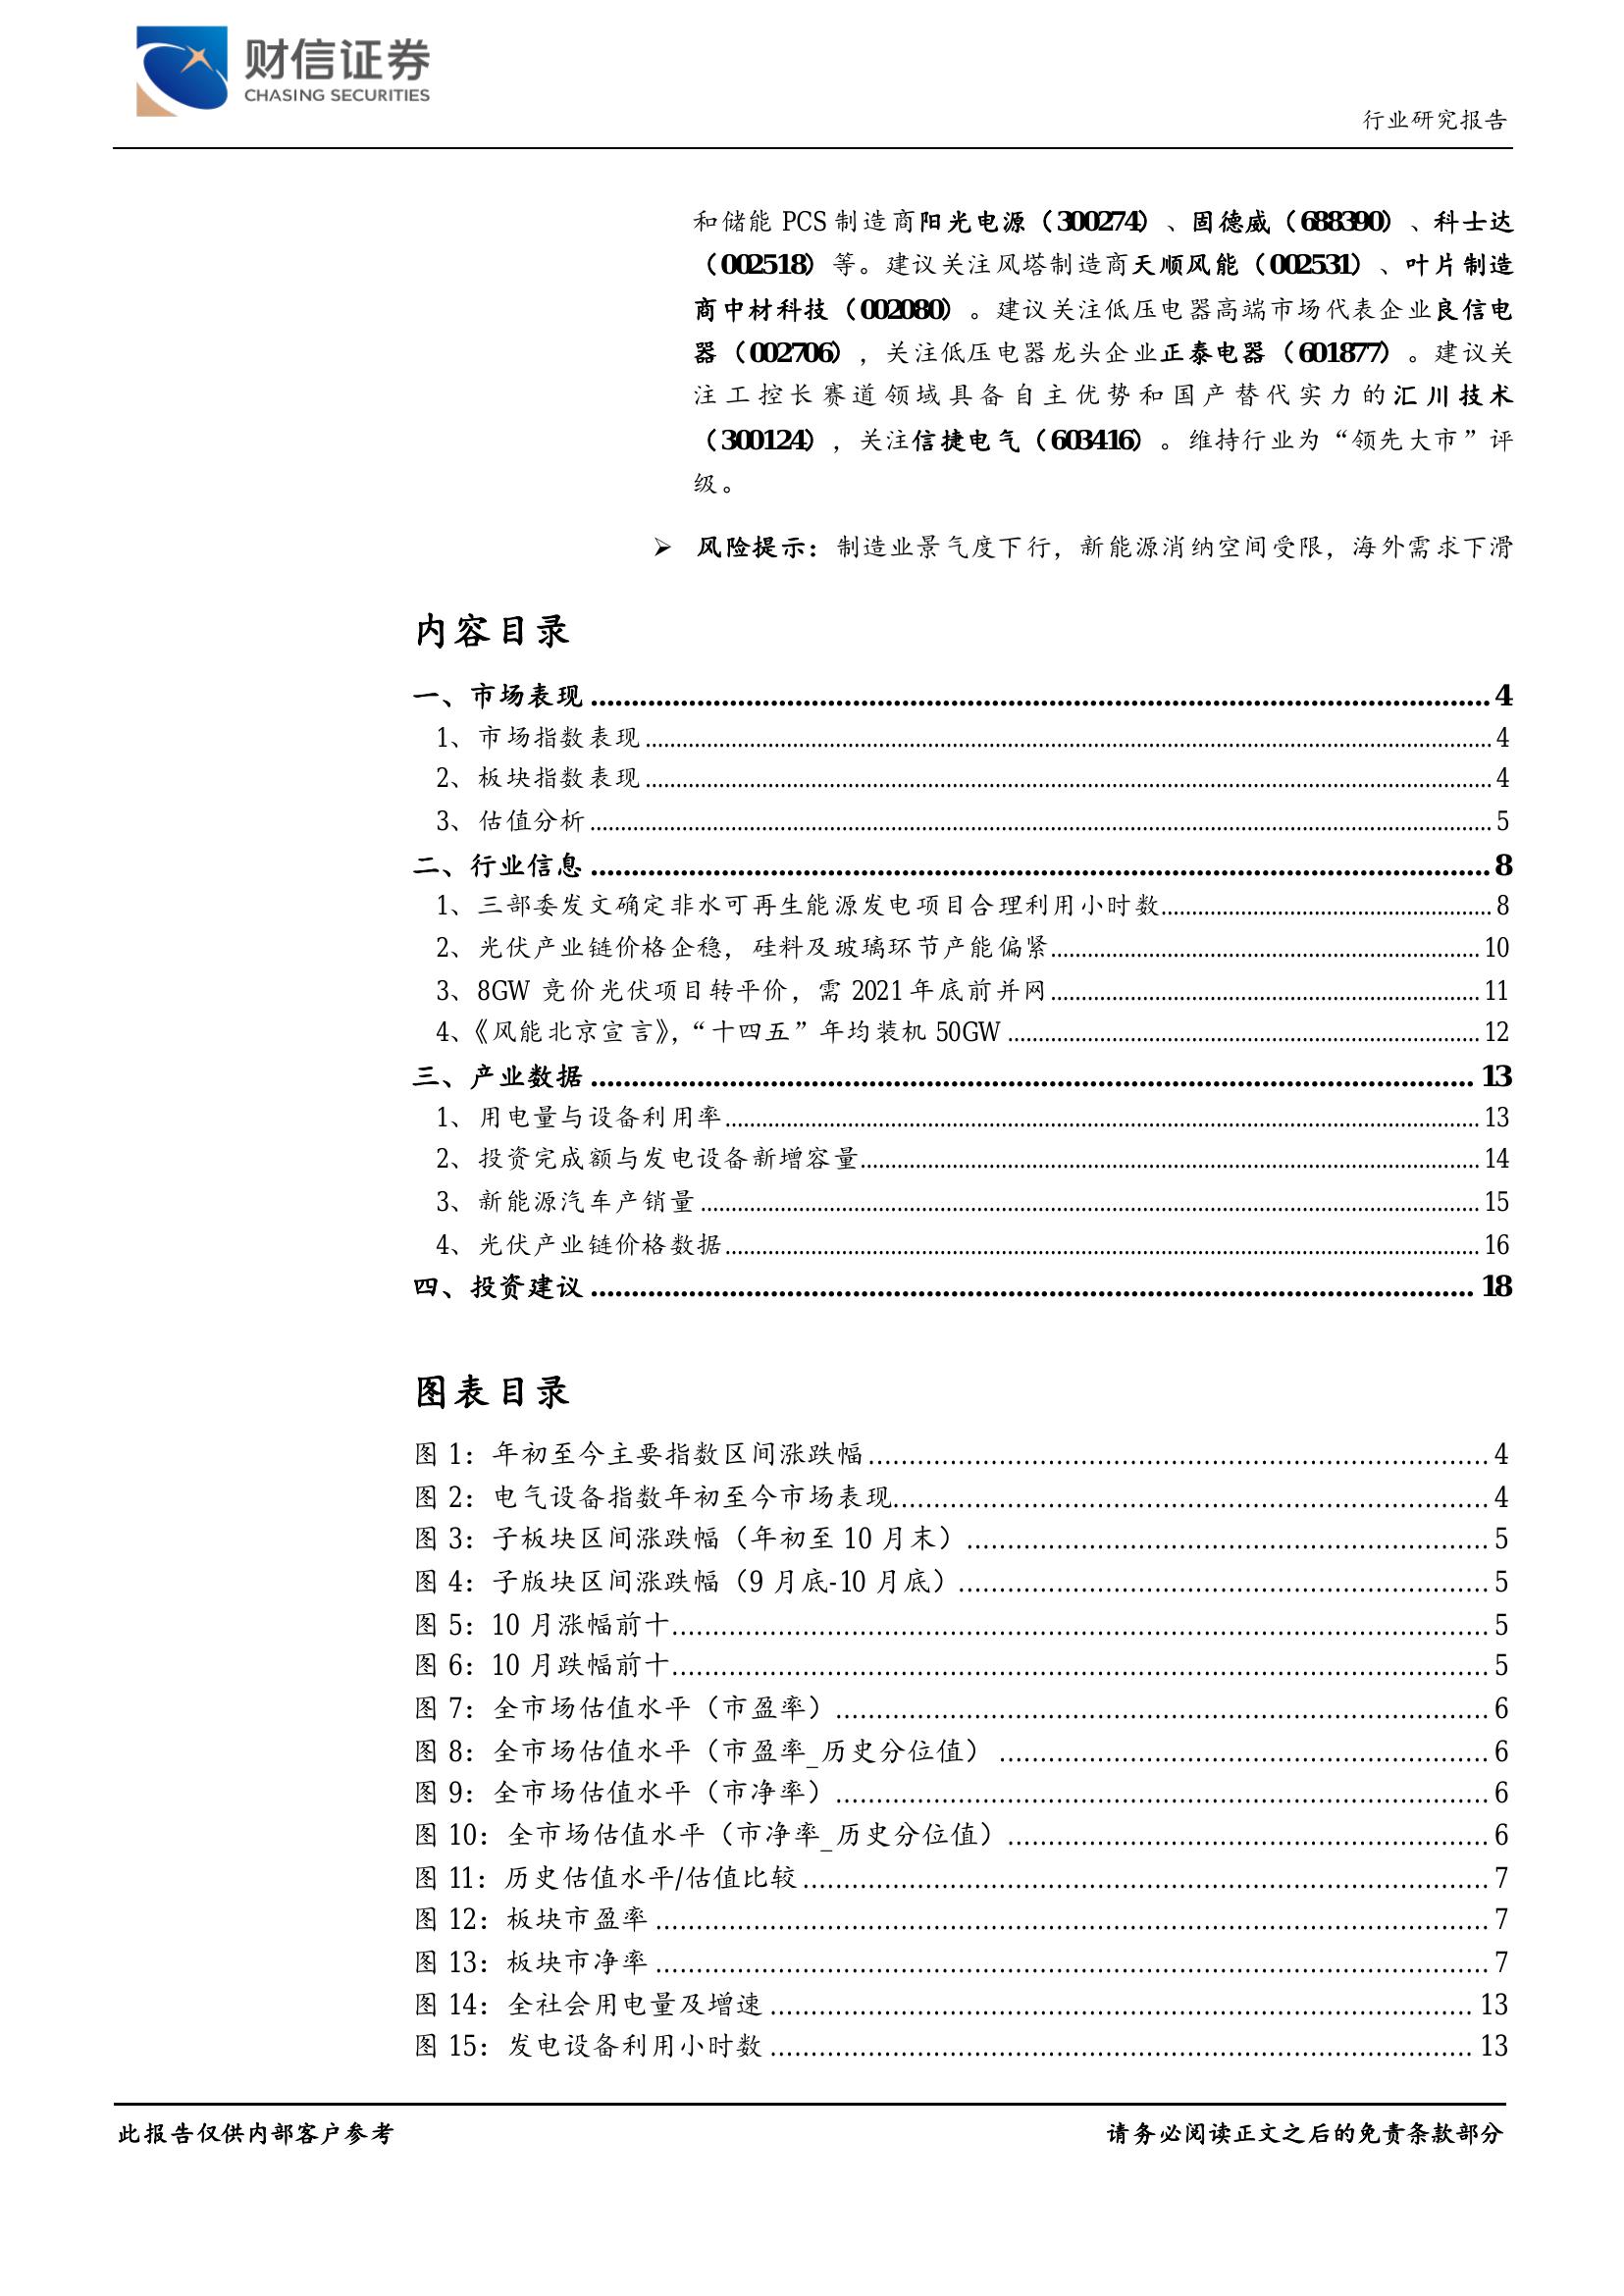 财信证券
CHASING SECURITIES
行业研究报告
和储能 PCS 制造商阳光电源（300274）、固德威（688390）、科士达
（002518）等。建议关注风塔制造商天顺风能（002531）、叶片制造
商中材科技（002080）。建议关注低压电器高端市场代表企业良信电
器（002706），关注低压电器龙头企业正泰电器（601877）。建议关
注工控长赛道领域具备自主优势和国产替代实力的汇川技术
（300124），关注信捷电气（603416）。维持行业为“领先大市”评
级。
➢ 风险提示：制造业景气度下行，新能源消纳空间受限，海外需求下滑
内容目录
一、市场表现 ........ 4
1、市场指数表现 ........ 4
2、板块指数表现 ........ 4
3、估值分析 ........ 5
二、行业信息 ........ 8
1、三部委发文确定非水可再生能源发电项目合理利用小时数 ........ 8
2、光伏产业链价格企稳，硅料及玻璃环节产能偏紧 ........ 10
3、8GW 竞价光伏项目转平价，需 2021 年底前并网 ........ 11
4、《风能北京宣言》，“十四五”年均装机 50GW ........ 12
三、产业数据 ........ 13
1、用电量与设备利用率 ........ 13
2、投资完成额与发电设备新增容量 ........ 14
3、新能源汽车产销量 ........ 15
4、光伏产业链价格数据 ........ 16
四、投资建议 ........ 18
图表目录
图 1：年初至今主要指数区间涨跌幅 ........ 4
图 2：电气设备指数年初至今市场表现 ........ 4
图 3：子板块区间涨跌幅（年初至 10 月末） ........ 5
图 4：子版块区间涨跌幅（9 月底-10 月底） ........ 5
图 5：10 月涨幅前十 ........ 5
图 6：10 月跌幅前十 ........ 5
图 7：全市场估值水平（市盈率） ........ 6
图 8：全市场估值水平（市盈率_历史分位值） ........ 6
图 9：全市场估值水平（市净率） ........ 6
图 10：全市场估值水平（市净率_历史分位值） ........ 6
图 11：历史估值水平/估值比较 ........ 7
图 12：板块市盈率 ........ 7
图 13：板块市净率 ........ 7
图 14：全社会用电量及增速 ........ 13
图 15：发电设备利用小时数 ........ 13
此报告仅供内部客户参考
请务必阅读正文之后的免责条款部分